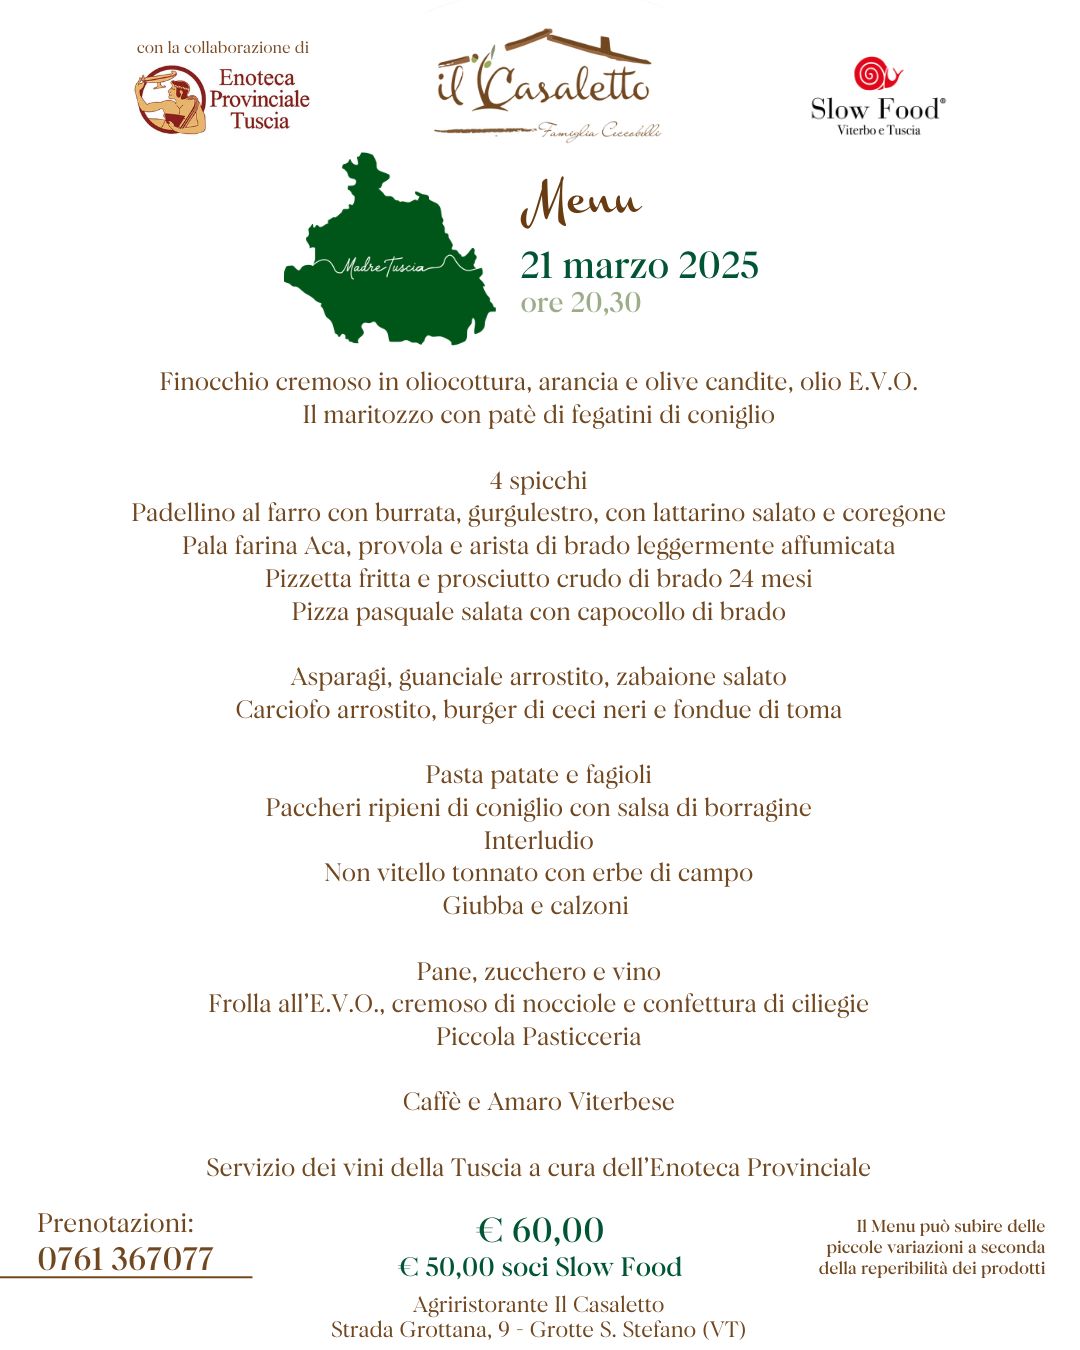 con la collaborazione di
Enoteca
Provinciale
Tuscia
il Casaletto
Famiglia Ceccobelli
Slow Food®
Viterbo e Tuscia
Madre Tuscia
Menu
21 marzo 2025
ore 20,30
Finocchio cremoso in oliocottura, arancia e olive candite, olio E.V.O.
Il maritozzo con patè di fegatini di coniglio
4 spicchi
Padellino al farro con burrata, gurgulestro, con lattarino salato e coregone
Pala farina Aca, provola e arista di brado leggermente affumicata
Pizzetta fritta e prosciutto crudo di brado 24 mesi
Pizza pasquale salata con capocollo di brado
Asparagi, guanciale arrostito, zabaione salato
Carciofo arrostito, burger di ceci neri e fondue di toma
Pasta patate e fagioli
Paccheri ripieni di coniglio con salsa di borragine
Interludio
Non vitello tonnato con erbe di campo
Giubba e calzoni
Pane, zucchero e vino
Frolla all'E.V.O., cremoso di nocciole e confettura di ciliegie
Piccola Pasticceria
Caffè e Amaro Viterbese
Servizio dei vini della Tuscia a cura dell'Enoteca Provinciale
Prenotazioni:
0761 367077
€ 60,00
€ 50,00 soci Slow Food
Agriristorante Il Casaletto
Strada Grottana, 9 - Grotte S. Stefano (VT)
Il Menu può subire delle
piccole variazioni a seconda
della reperibilità dei prodotti